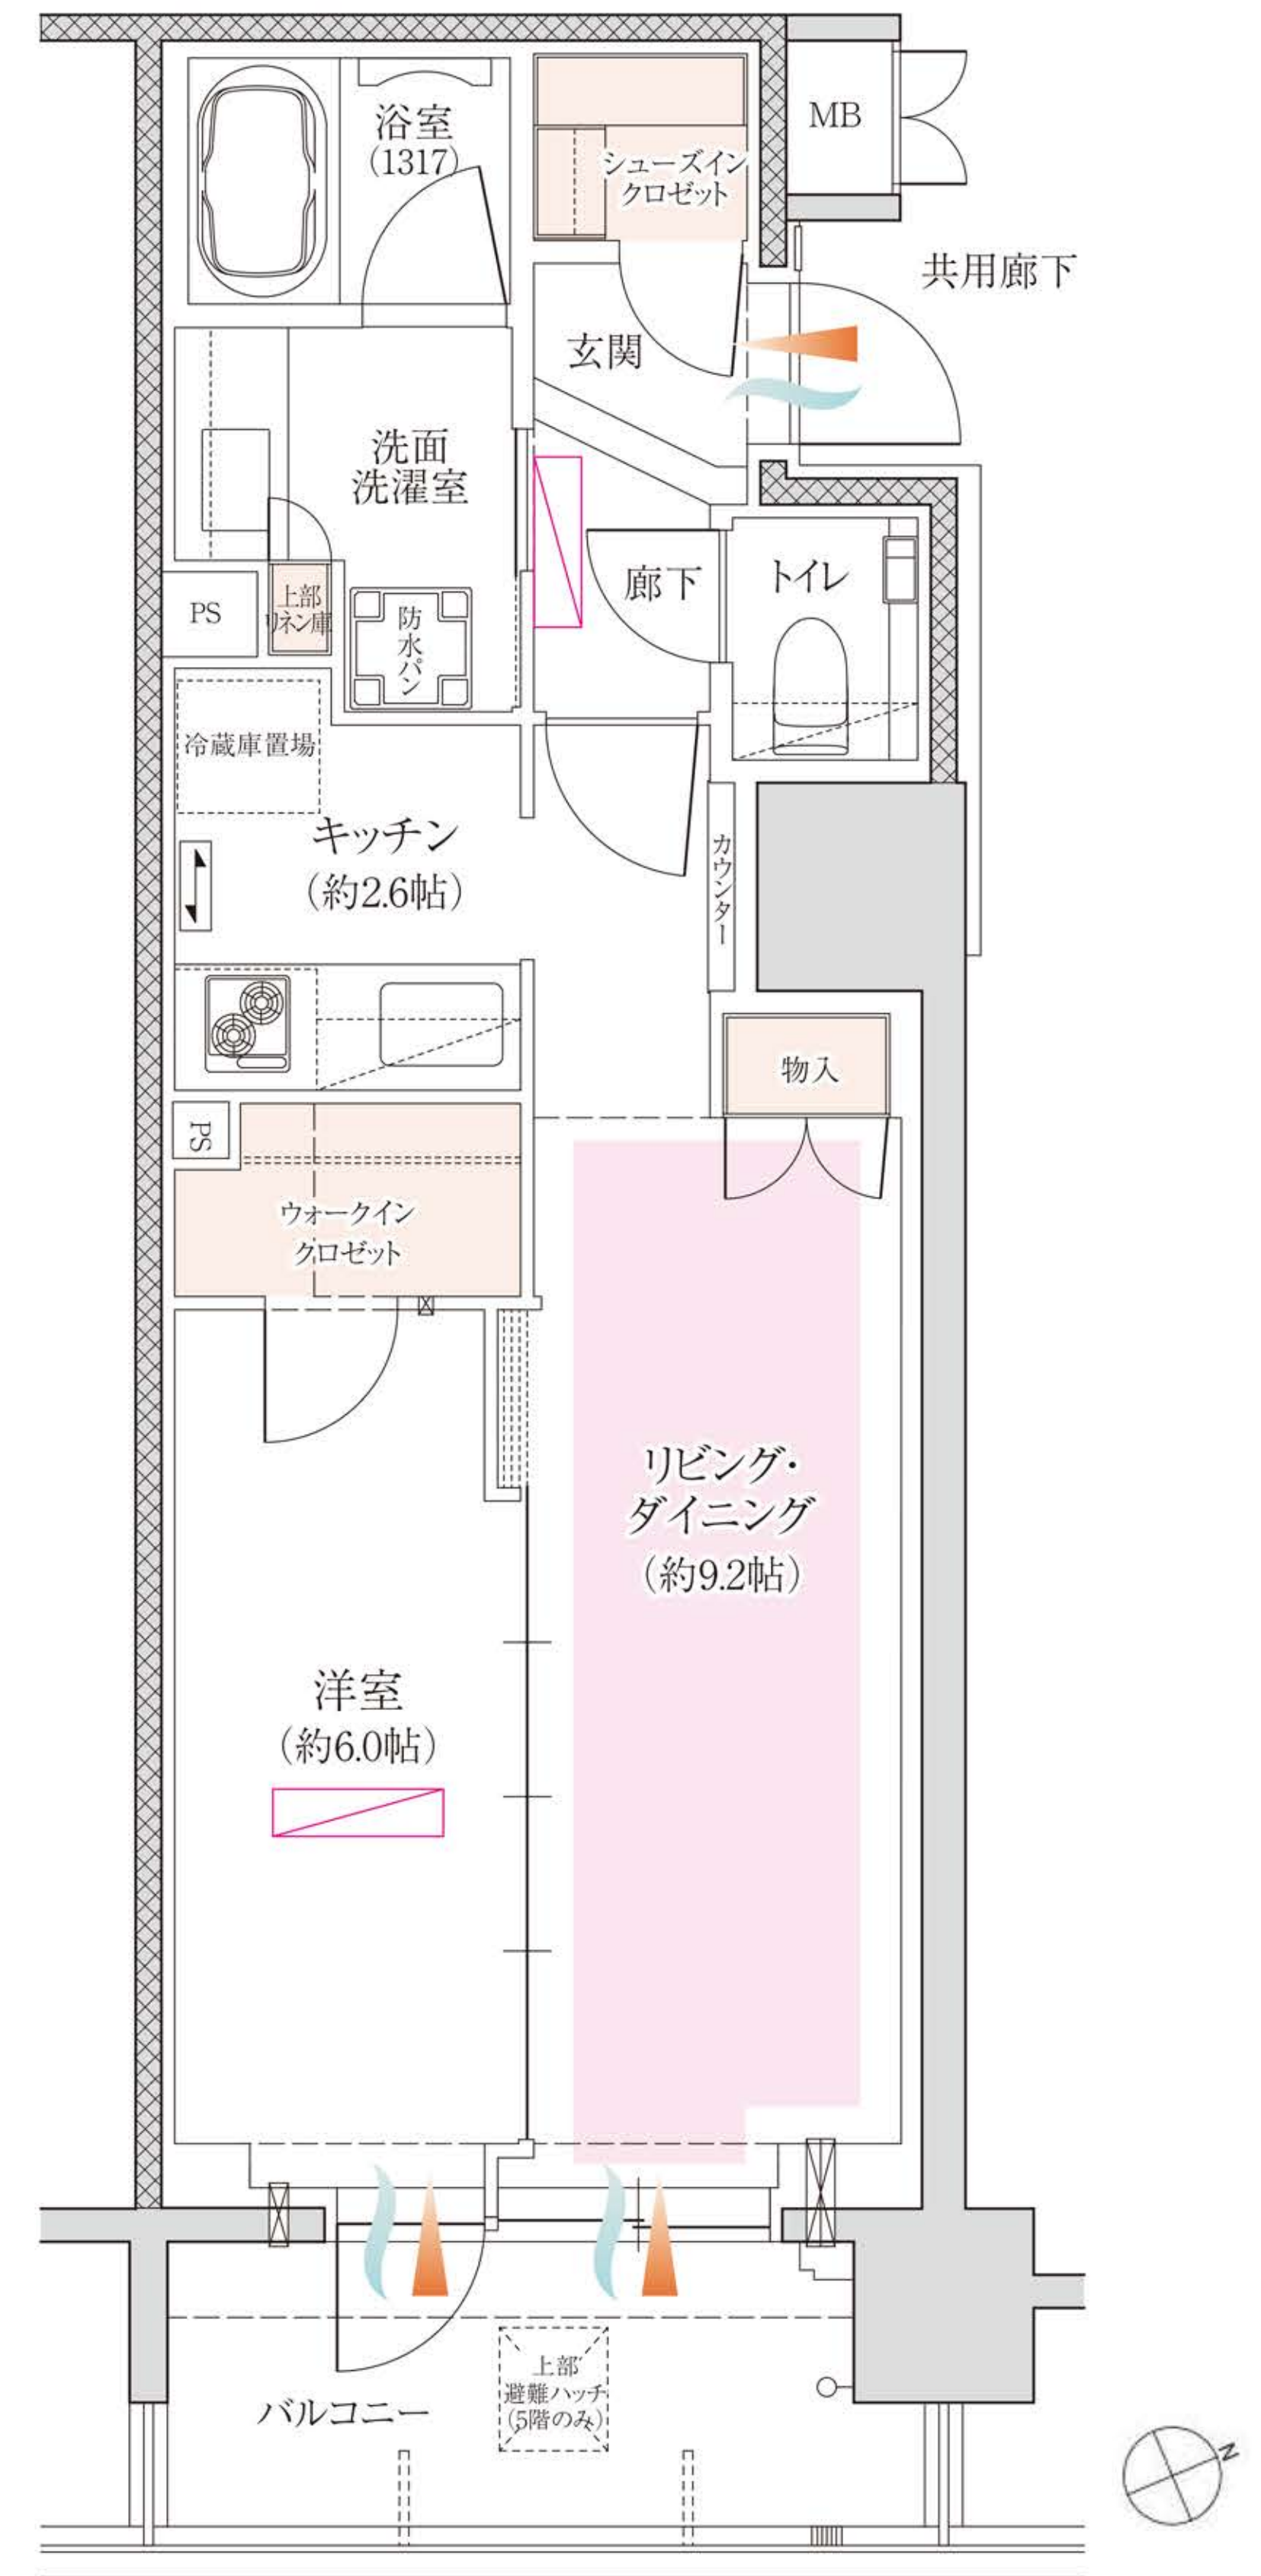 浴室
(1317)
シューズイン
クロゼット
MB
共用廊下
玄関
洗面
洗濯室
廊下
トイレ
PS
上部
リネン庫
防水パン
冷蔵庫置場
キッチン
(約2.6帖)
カウンター
物入
PS
ウォークイン
クロゼット
リビング・
ダイニング
(約9.2帖)
洋室
(約6.0帖)
上部
避難ハッチ
(5階のみ)
バルコニー
N